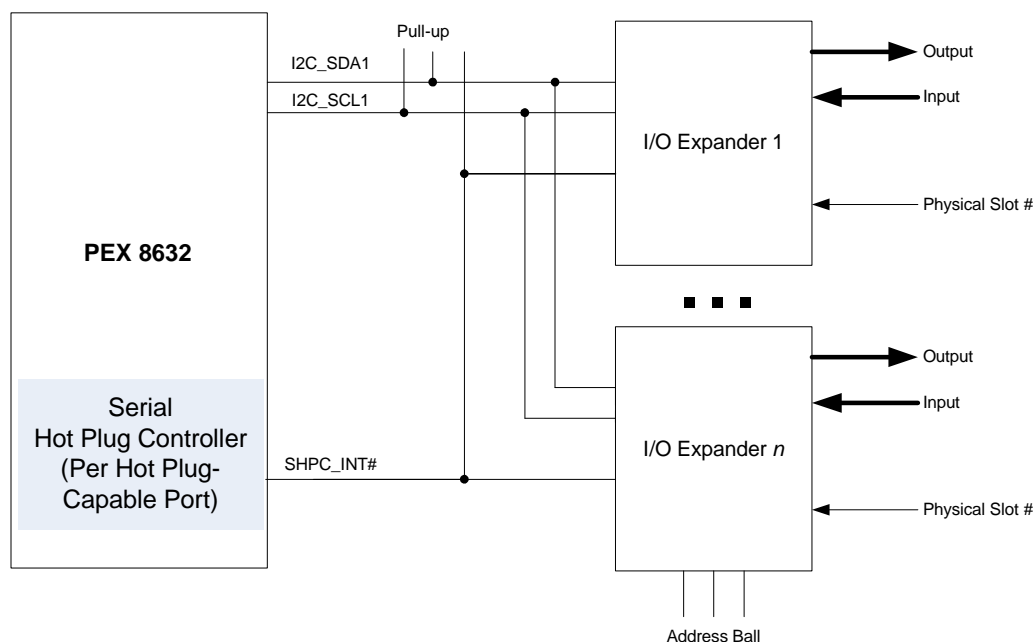 Pull-up
I2C_SDA1
I2C_SCL1
PEX 8632
Serial
Hot Plug Controller
(Per Hot Plug-
Capable Port)
SHPC_INT#
I/O Expander 1
Output
Input
Physical Slot #
I/O Expander n
Output
Input
Physical Slot #
Address Ball